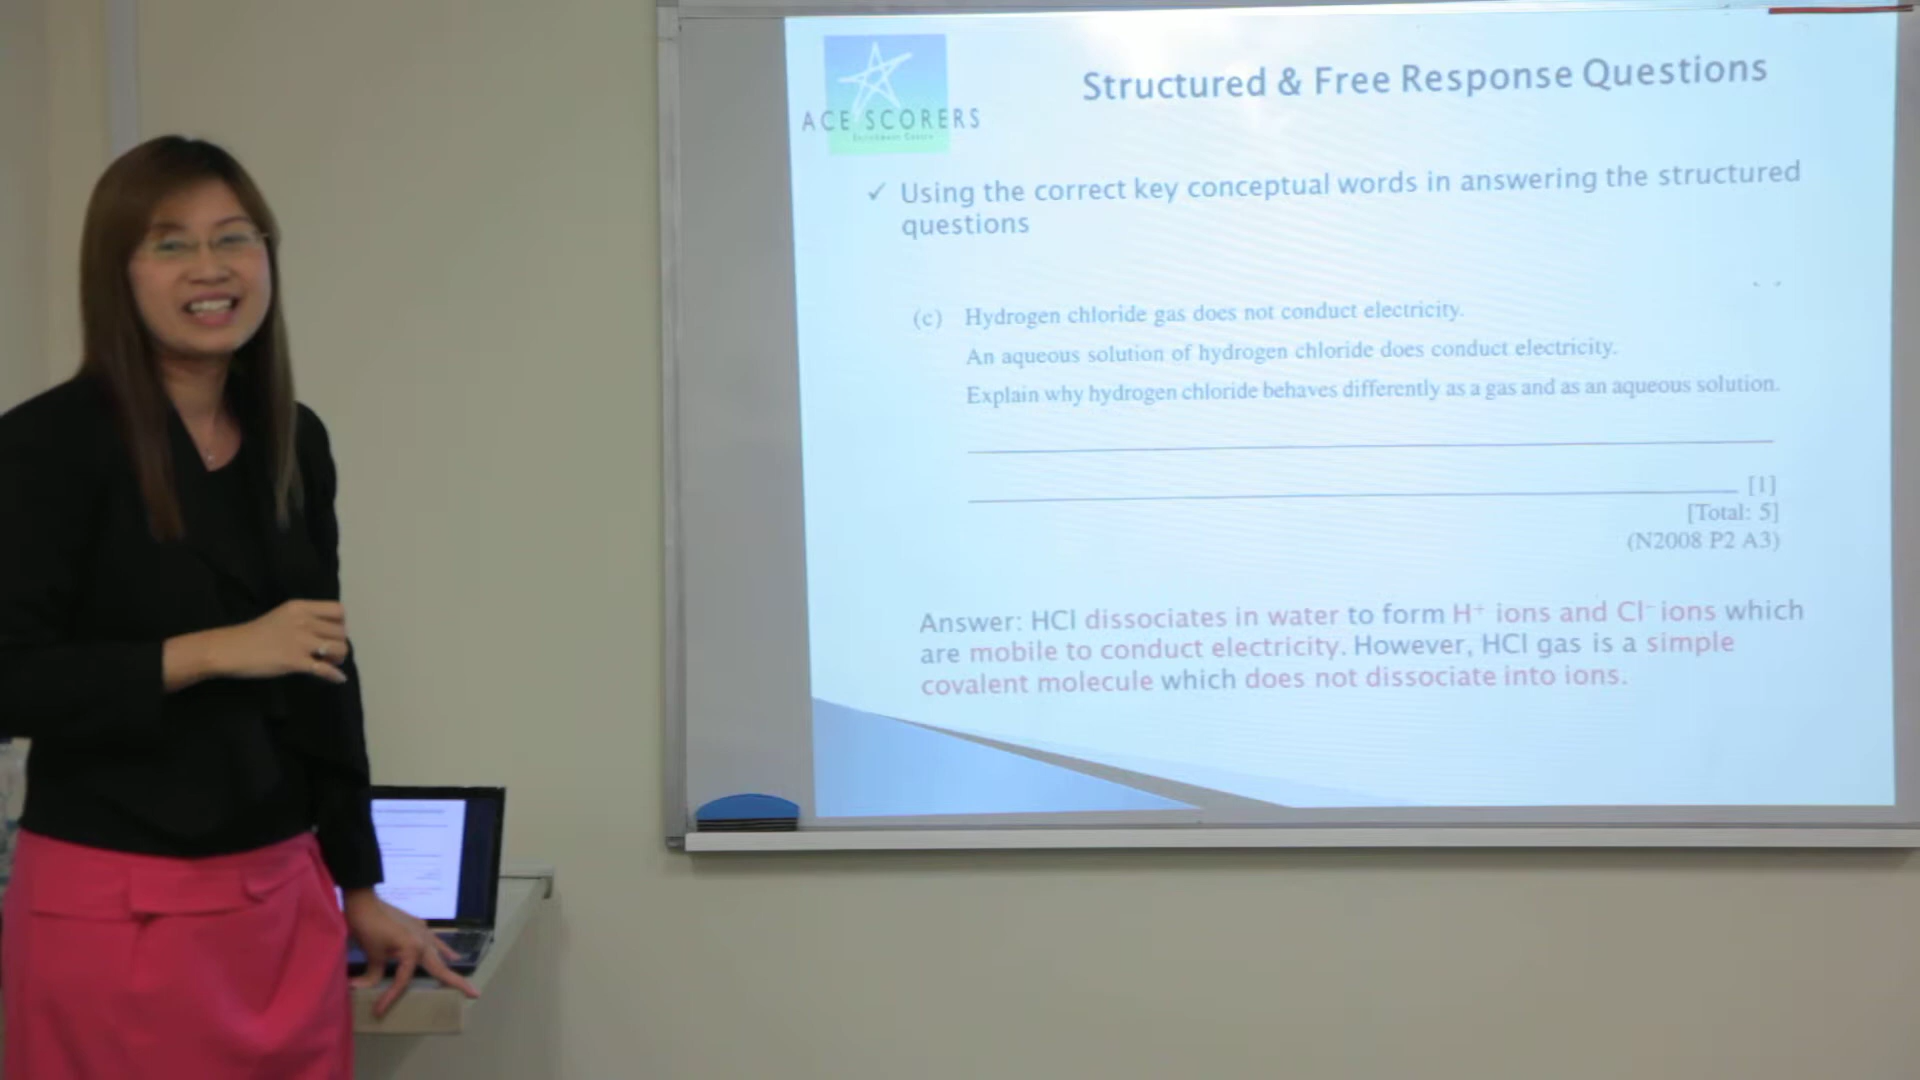 ACE SCORERS
Structured & Free Response Questions
✓ Using the correct key conceptual words in answering the structured
questions
(c) Hydrogen chloride gas does not conduct electricity.
An aqueous solution of hydrogen chloride does conduct electricity.
Explain why hydrogen chloride behaves differently as a gas and as an aqueous solution.
[1]
[Total: 5]
(N2008 P2 A3)
Answer: HCl dissociates in water to form H⁺ ions and Cl⁻ ions which
are mobile to conduct electricity. However, HCl gas is a simple
covalent molecule which does not dissociate into ions.